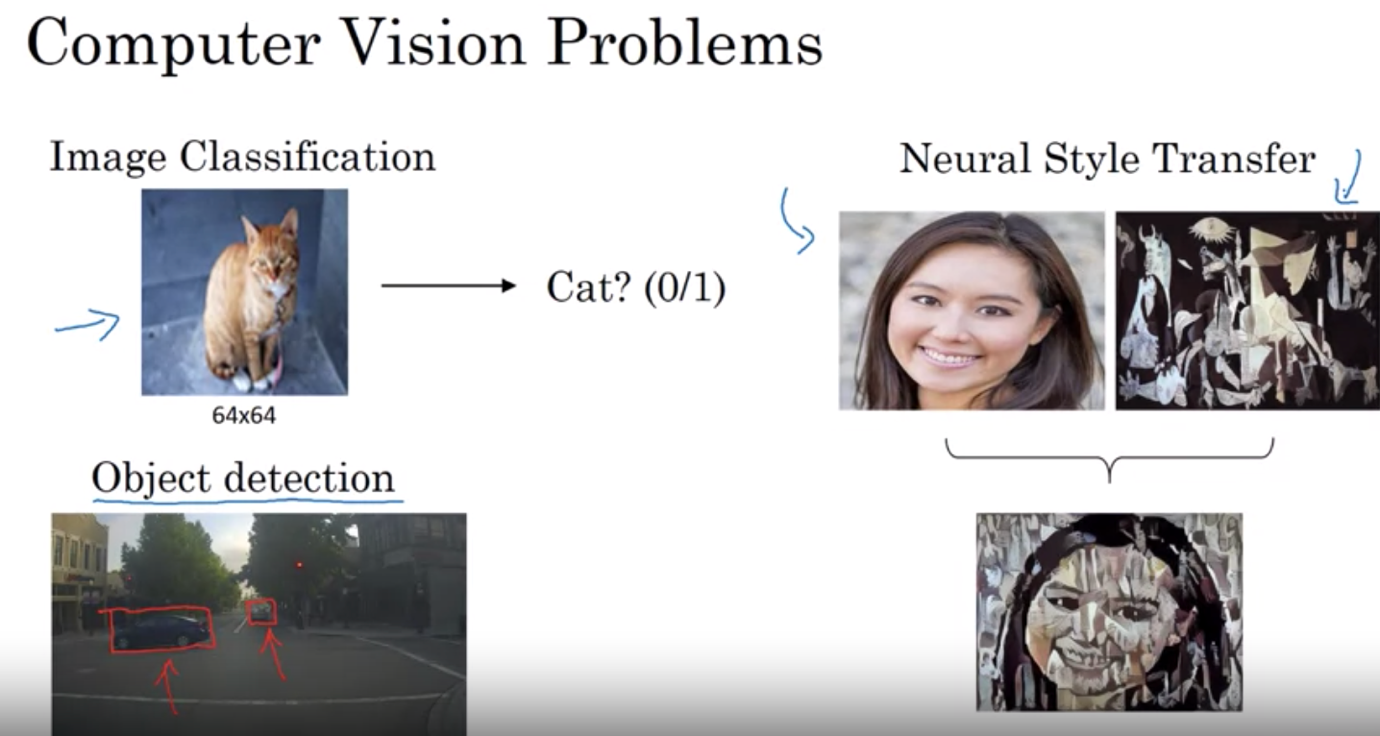 Computer Vision Problems
Image Classification
64x64
Cat? (0/1)
Object detection
Neural Style Transfer